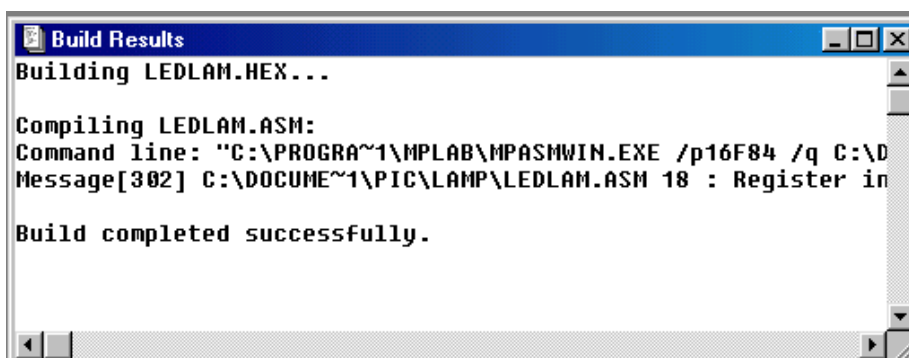 Build Results
Building LEDLAM.HEX...
Compiling LEDLAM.ASM:
Command line: "C:\PROGRA~1\MPLAB\MPASMWIN.EXE /p16F84 /q C:\D
Message[302] C:\DOCUME~1\PIC\LAMP\LEDLAM.ASM 18 : Register in
Build completed successfully.